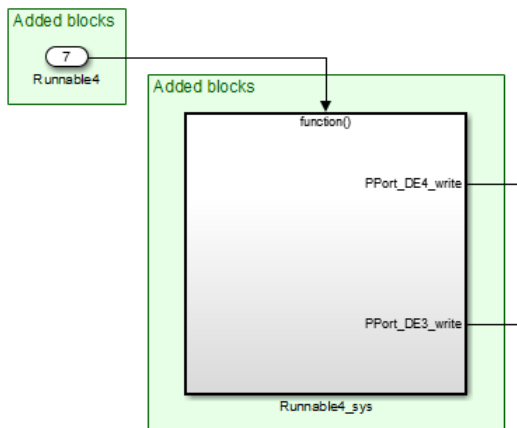 Added blocks
7
Runnable4
Added blocks
function()
PPort_DE4_write
PPort_DE3_write
Runnable4_sys